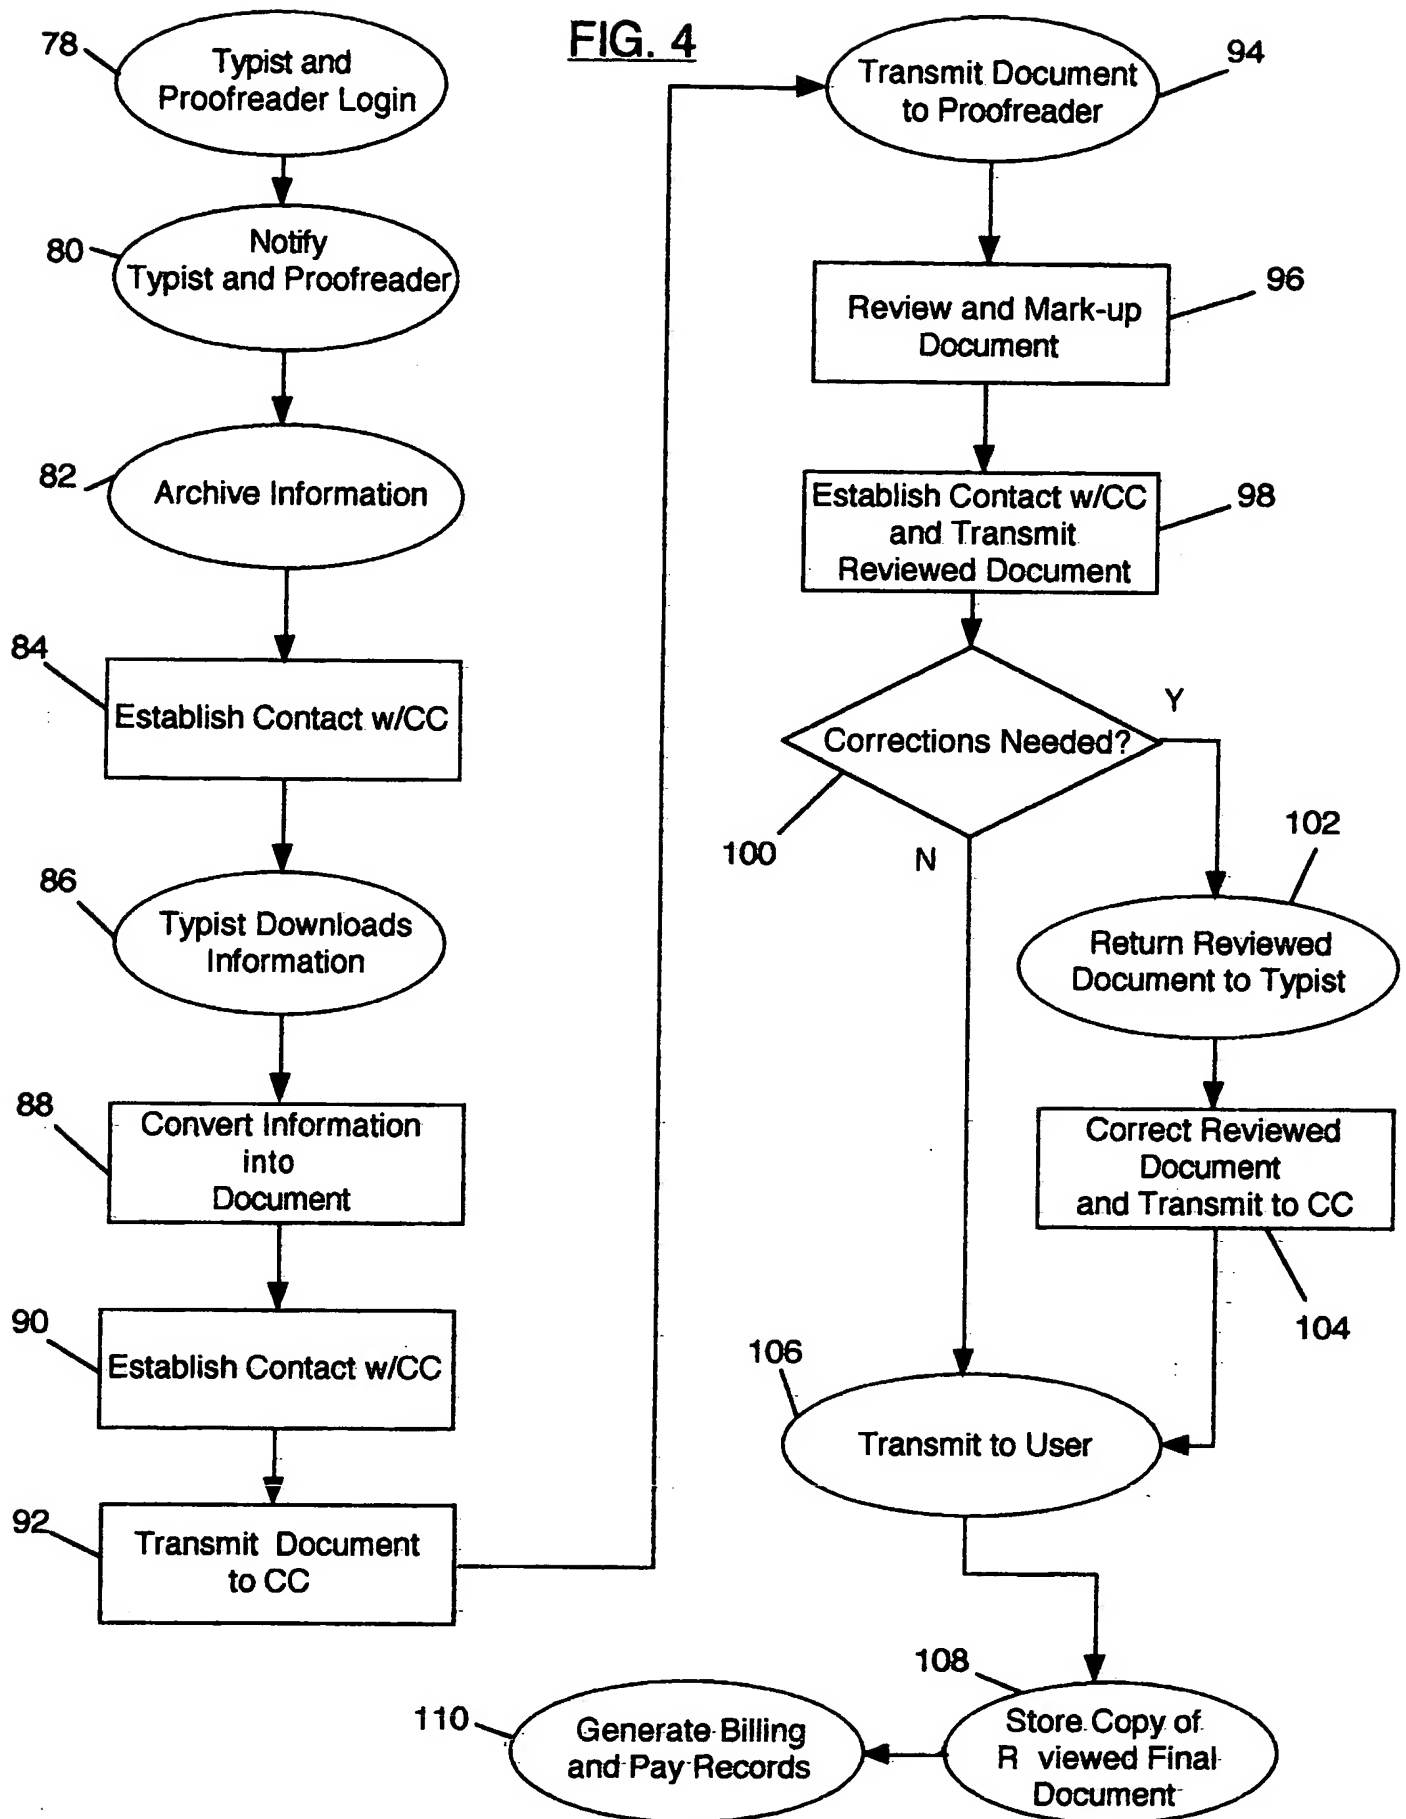 FIG. 4
78
Typist and
Proofreader Login
80
Notify
Typist and Proofreader
82
Archive Information
84
Establish Contact w/CC
86
Typist Downloads
Information
88
Convert Information
into
Document
90
Establish Contact w/CC
92
Transmit Document
to CC
94
Transmit Document
to Proofreader
96
Review and Mark-up
Document
98
Establish Contact w/CC
and Transmit
Reviewed Document
100
Corrections Needed?
Y
N
102
Return Reviewed
Document to Typist
104
Correct Reviewed
Document
and Transmit to CC
106
Transmit to User
108
Store Copy of
R viewed Final
Document
110
Generate Billing
and Pay Records